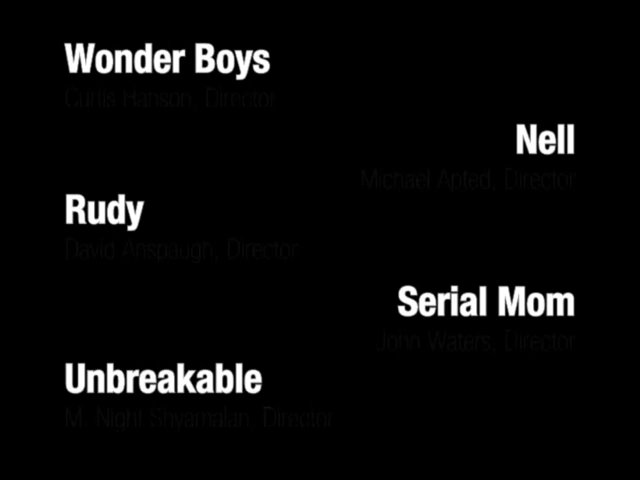 Wonder Boys
Curtis Hanson, Director
Nell
Michael Apted, Director
Rudy
David Anspaugh, Director
Serial Mom
John Waters, Director
Unbreakable
M. Night Shyamalan, Director